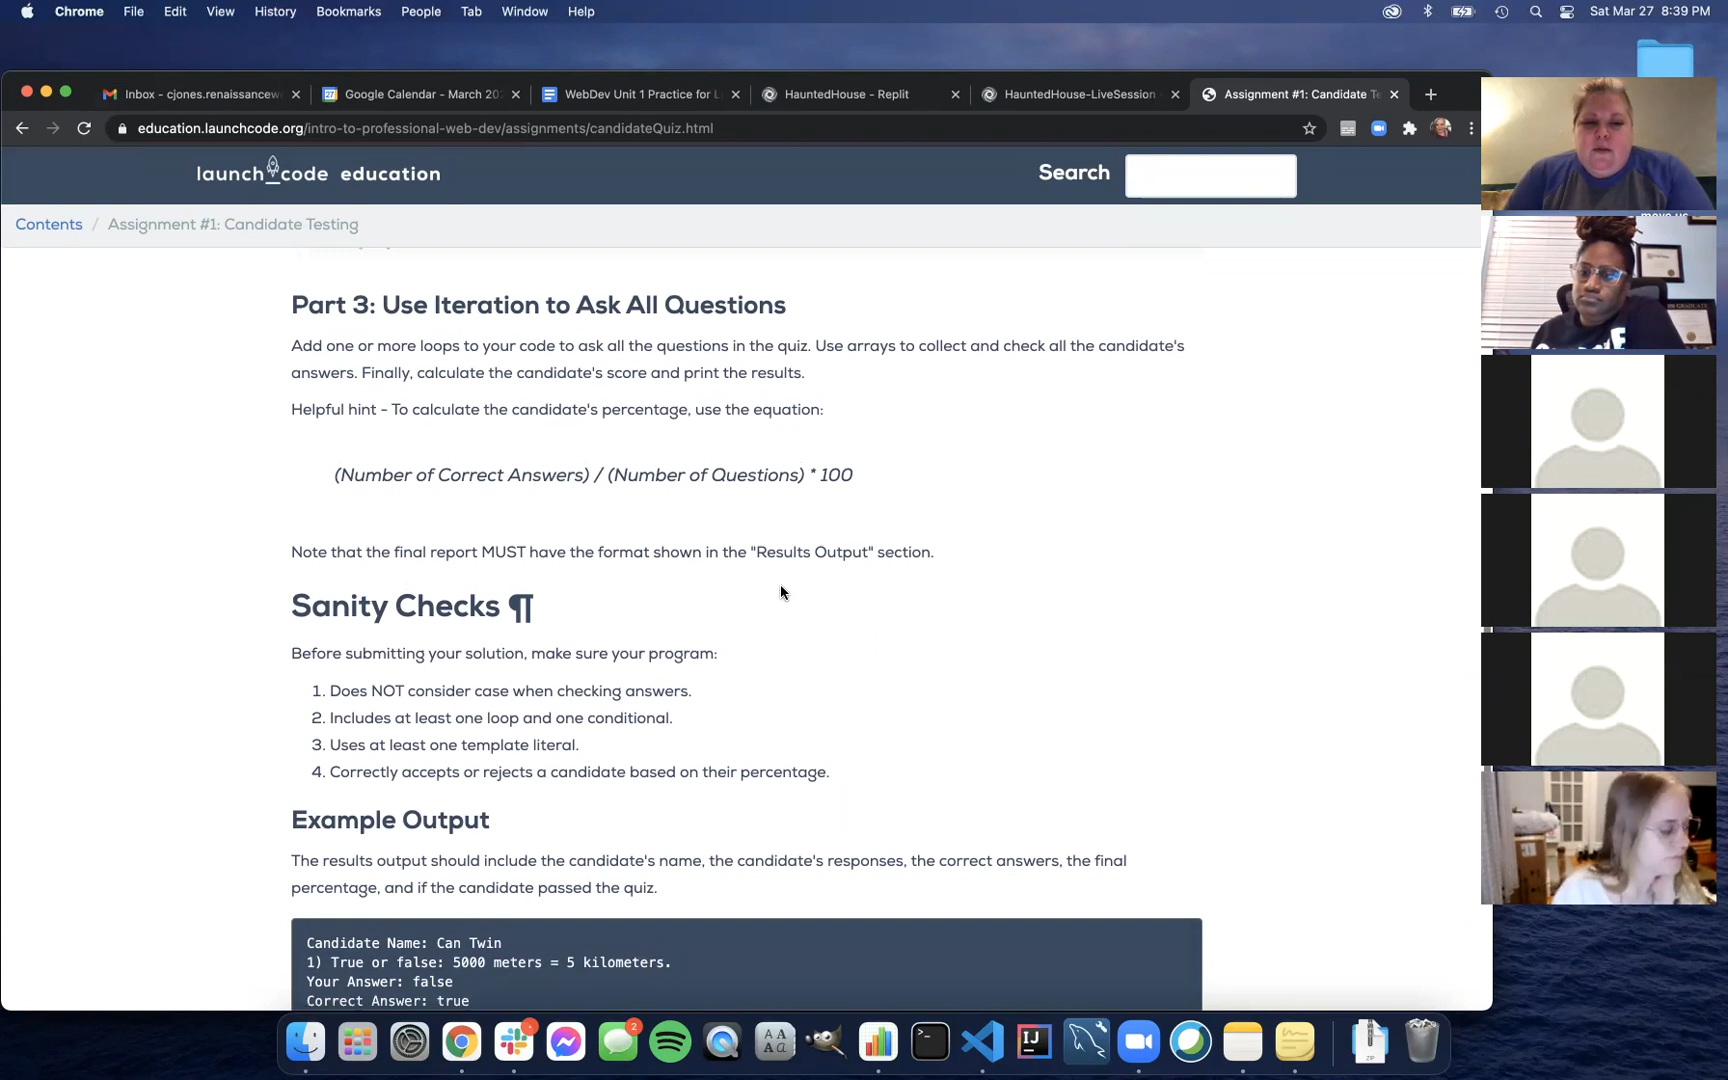 Chrome File Edit View History Bookmarks People Tab Window Help Sat Mar 27 8:39 PM
Inbox - cjones.renaissancew
Google Calendar - March 202
WebDev Unit 1 Practice for L
HauntedHouse - Replit
HauntedHouse-LiveSession
Assignment #1: Candidate Te
education.launchcode.org/intro-to-professional-web-dev/assignments/candidateQuiz.html
launch_code education
Search
Contents / Assignment #1: Candidate Testing
Part 3: Use Iteration to Ask All Questions
Add one or more loops to your code to ask all the questions in the quiz. Use arrays to collect and check all the candidate's
answers. Finally, calculate the candidate's score and print the results.
Helpful hint - To calculate the candidate's percentage, use the equation:
(Number of Correct Answers) / (Number of Questions) * 100
Note that the final report MUST have the format shown in the "Results Output" section.
Sanity Checks ¶
Before submitting your solution, make sure your program:
1. Does NOT consider case when checking answers.
2. Includes at least one loop and one conditional.
3. Uses at least one template literal.
4. Correctly accepts or rejects a candidate based on their percentage.
Example Output
The results output should include the candidate's name, the candidate's responses, the correct answers, the final
percentage, and if the candidate passed the quiz.
Candidate Name: Can Twin
1) True or false: 5000 meters = 5 kilometers.
Your Answer: false
Correct Answer: true
2
ZIP